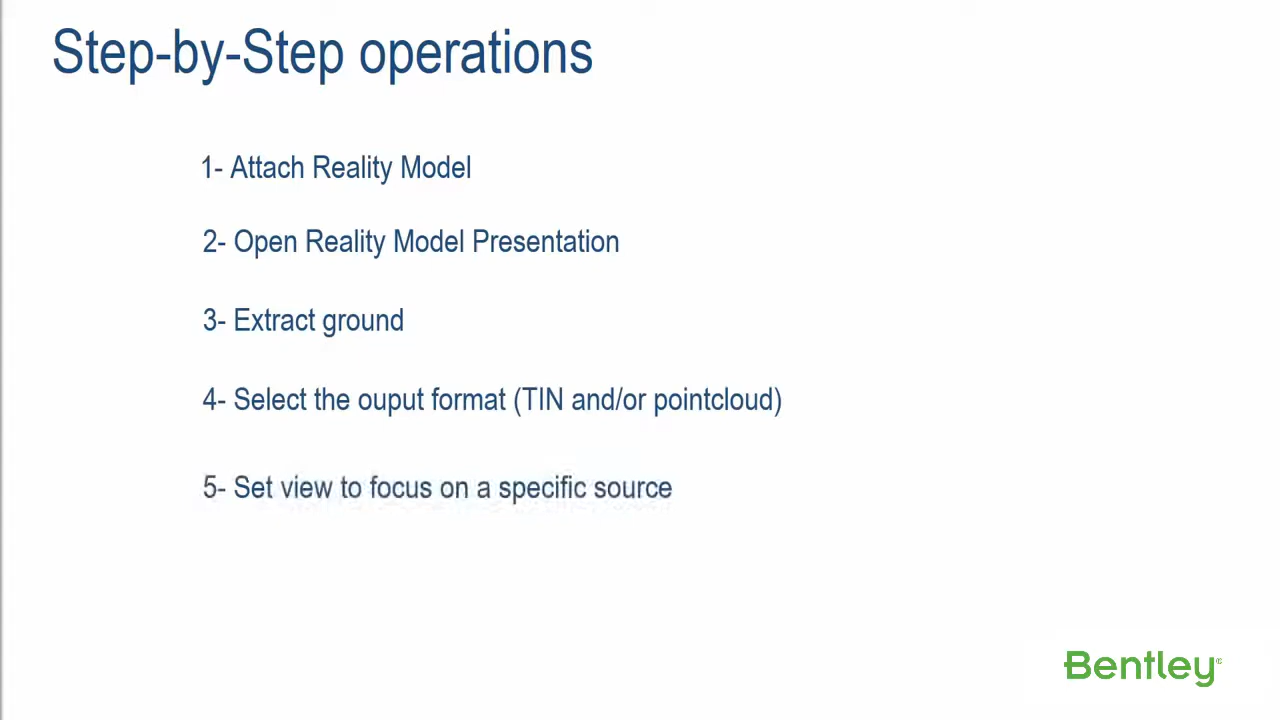 Step-by-Step operations
1- Attach Reality Model
2- Open Reality Model Presentation
3- Extract ground
4- Select the ouput format (TIN and/or pointcloud)
5- Set view to focus on a specific source
Bentley®